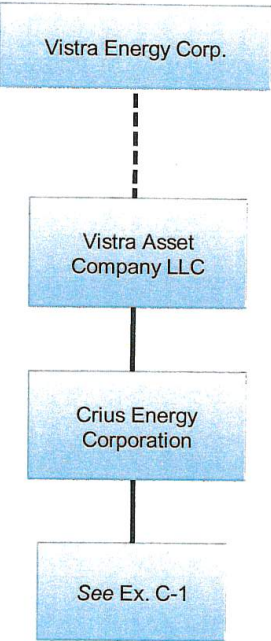 Vistra Energy Corp.
Vistra Asset
Company LLC
Crius Energy
Corporation
See Ex. C-1